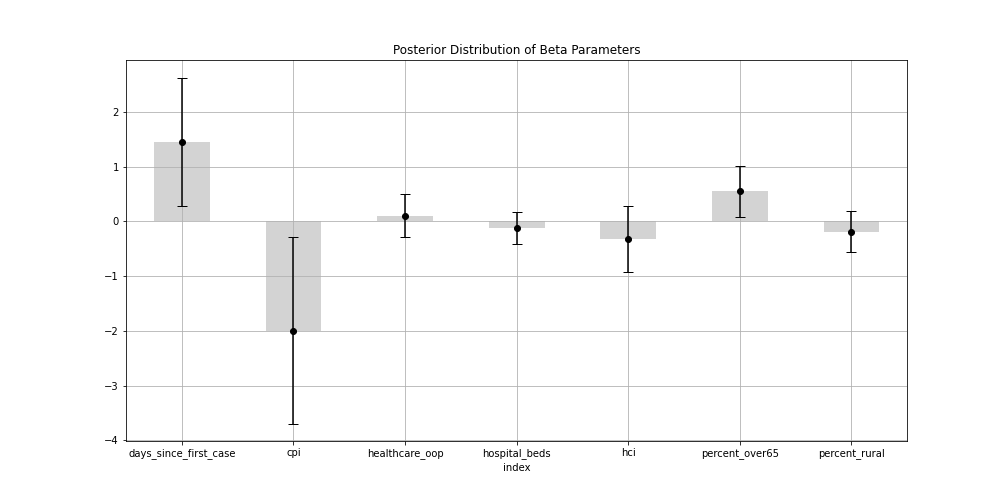 Posterior Distribution of Beta Parameters
2
1
0
−1
−2
−3
−4
days_since_first_case cpi healthcare_oop hospital_beds hci percent_over65 percent_rural
index